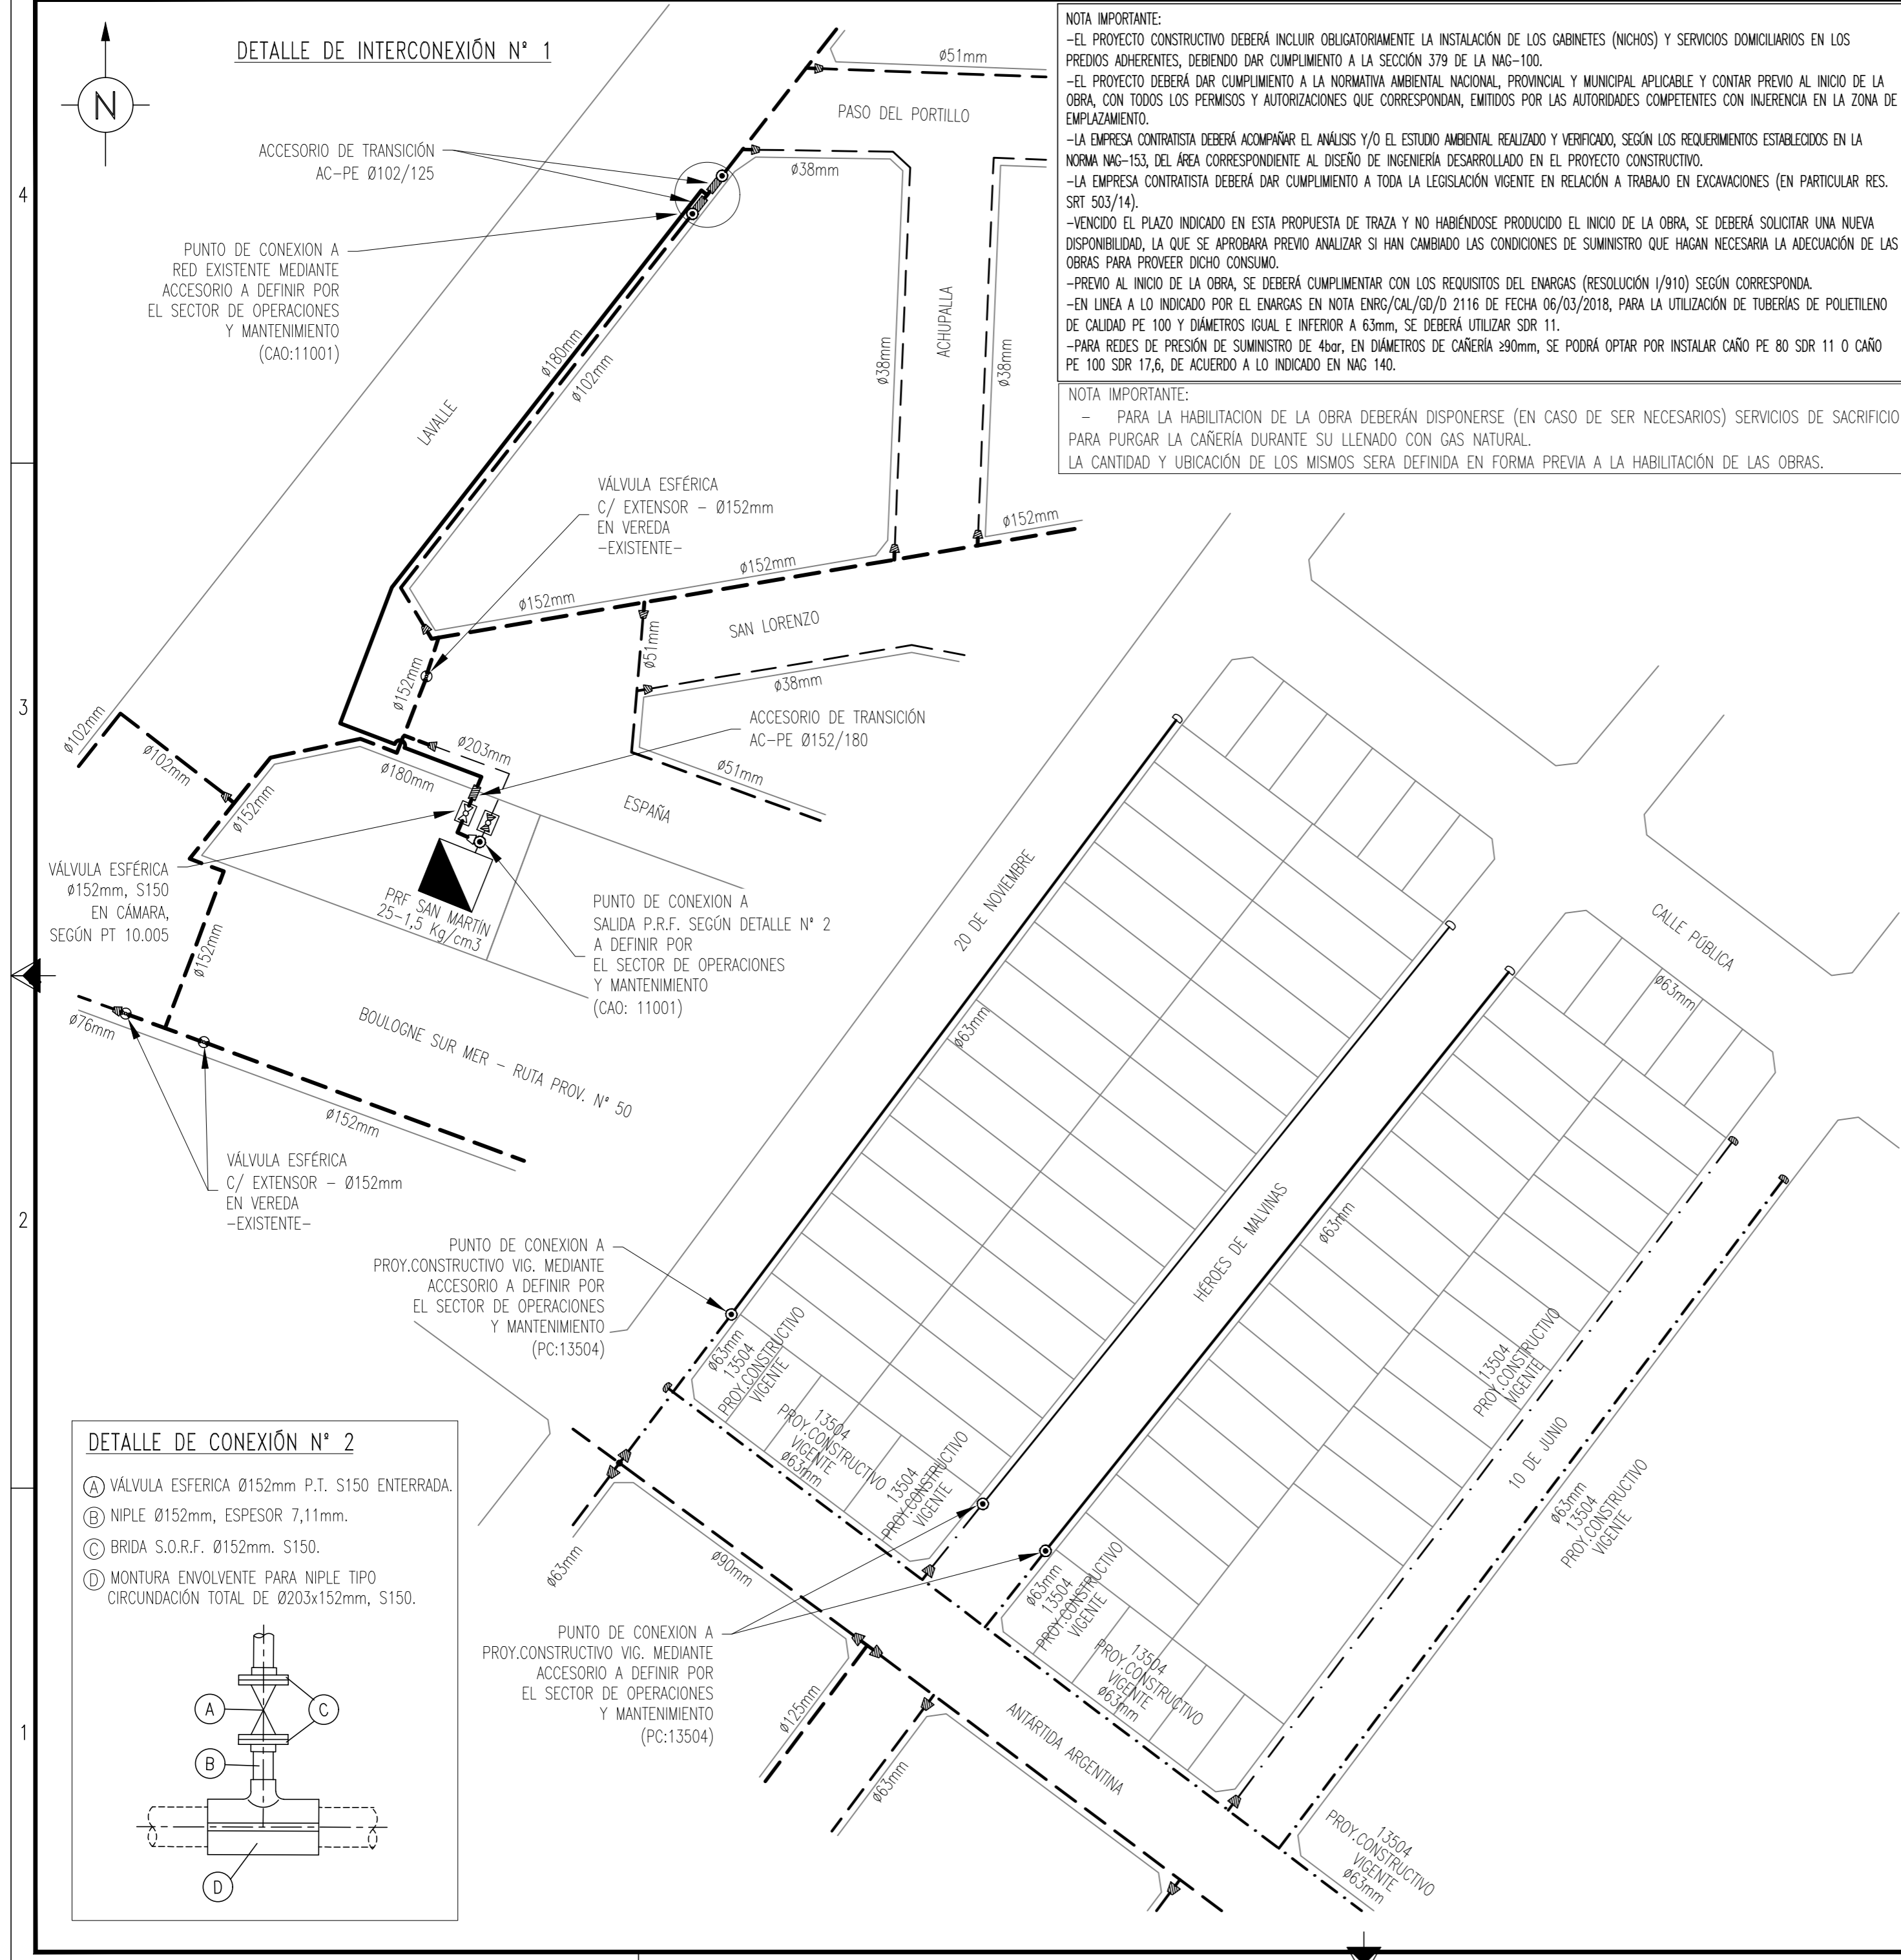 DETALLE DE INTERCONEXIÓN N° 1
N
NOTA IMPORTANTE:
-EL PROYECTO CONSTRUCTIVO DEBERÁ INCLUIR OBLIGATORIAMENTE LA INSTALACIÓN DE LOS GABINETES (NICHOS) Y SERVICIOS DOMICILIARIOS EN LOS
PREDIOS ADHERENTES, DEBIENDO DAR CUMPLIMIENTO A LA SECCIÓN 379 DE LA NAG-100.
-EL PROYECTO DEBERÁ DAR CUMPLIMIENTO A LA NORMATIVA AMBIENTAL NACIONAL, PROVINCIAL Y MUNICIPAL APLICABLE Y CONTAR PREVIO AL INICIO DE LA
OBRA, CON TODOS LOS PERMISOS Y AUTORIZACIONES QUE CORRESPONDAN, EMITIDOS POR LAS AUTORIDADES COMPETENTES CON INJERENCIA EN LA ZONA DE
EMPLAZAMIENTO.
-LA EMPRESA CONTRATISTA DEBERÁ ACOMPAÑAR EL ANÁLISIS Y/O EL ESTUDIO AMBIENTAL REALIZADO Y VERIFICADO, SEGÚN LOS REQUERIMIENTOS ESTABLECIDOS EN LA
NORMA NAG-153, DEL ÁREA CORRESPONDIENTE AL DISEÑO DE INGENIERÍA DESARROLLADO EN EL PROYECTO CONSTRUCTIVO.
-LA EMPRESA CONTRATISTA DEBERÁ DAR CUMPLIMIENTO A TODA LA LEGISLACIÓN VIGENTE EN RELACIÓN A TRABAJO EN EXCAVACIONES (EN PARTICULAR RES.
SRT 503/14).
-VENCIDO EL PLAZO INDICADO EN ESTA PROPUESTA DE TRAZA Y NO HABIÉNDOSE PRODUCIDO EL INICIO DE LA OBRA, SE DEBERÁ SOLICITAR UNA NUEVA
DISPONIBILIDAD, LA QUE SE APROBARA PREVIO ANALIZAR SI HAN CAMBIADO LAS CONDICIONES DE SUMINISTRO QUE HAGAN NECESARIA LA ADECUACIÓN DE LAS
OBRAS PARA PROVEER DICHO CONSUMO.
-PREVIO AL INICIO DE LA OBRA, SE DEBERÁ CUMPLIMENTAR CON LOS REQUISITOS DEL ENARGAS (RESOLUCIÓN I/910) SEGÚN CORRESPONDA.
-EN LINEA A LO INDICADO POR EL ENARGAS EN NOTA ENRG/CAL/GD/D 2116 DE FECHA 06/03/2018, PARA LA UTILIZACIÓN DE TUBERÍAS DE POLIETILENO
DE CALIDAD PE 100 Y DIÁMETROS IGUAL E INFERIOR A 63mm, SE DEBERÁ UTILIZAR SDR 11.
-PARA REDES DE PRESIÓN DE SUMINISTRO DE 4bar, EN DIÁMETROS DE CAÑERÍA ≥90mm, SE PODRÁ OPTAR POR INSTALAR CAÑO PE 80 SDR 11 O CAÑO
PE 100 SDR 17,6, DE ACUERDO A LO INDICADO EN NAG 140.
NOTA IMPORTANTE:
- PARA LA HABILITACION DE LA OBRA DEBERÁN DISPONERSE (EN CASO DE SER NECESARIOS) SERVICIOS DE SACRIFICIO
PARA PURGAR LA CAÑERÍA DURANTE SU LLENADO CON GAS NATURAL.
LA CANTIDAD Y UBICACIÓN DE LOS MISMOS SERA DEFINIDA EN FORMA PREVIA A LA HABILITACIÓN DE LAS OBRAS.
ø51mm
PASO DEL PORTILLO
ACCESORIO DE TRANSICIÓN
AC-PE Ø102/125
ø38mm
4
PUNTO DE CONEXION A
RED EXISTENTE MEDIANTE
ACCESORIO A DEFINIR POR
EL SECTOR DE OPERACIONES
Y MANTENIMIENTO
(CAO:11001)
ø180mm
ø102mm
ø38mm
ACHUPALLA
ø38mm
LAVALLE
VÁLVULA ESFÉRICA
C/ EXTENSOR - Ø152mm
EN VEREDA
-EXISTENTE-
ø152mm
ø152mm
ø152mm
SAN LORENZO
ø51mm
ø152mm
ø38mm
3
ACCESORIO DE TRANSICIÓN
AC-PE Ø152/180
ø102mm
ø102mm
ø203mm
ø180mm
ø51mm
ø152mm
ESPAÑA
VÁLVULA ESFÉRICA
ø152mm, S150
EN CÁMARA,
SEGÚN PT 10.005
PRF SAN MARTÍN
25-1,5 Kg/cm3
PUNTO DE CONEXION A
SALIDA P.R.F. SEGÚN DETALLE N° 2
A DEFINIR POR
EL SECTOR DE OPERACIONES
Y MANTENIMIENTO
(CAO: 11001)
ø152mm
ø76mm
BOULOGNE SUR MER - RUTA PROV. N° 50
ø152mm
VÁLVULA ESFÉRICA
C/ EXTENSOR - Ø152mm
EN VEREDA
-EXISTENTE-
20 DE NOVIEMBRE
CALLE PÚBLICA
ø63mm
ø63mm
2
HÉROES DE MALVINAS
ø63mm
PUNTO DE CONEXION A
PROY.CONSTRUCTIVO VIG. MEDIANTE
ACCESORIO A DEFINIR POR
EL SECTOR DE OPERACIONES
Y MANTENIMIENTO
(PC:13504)
ø63mm
13504
PROY.CONSTRUCTIVO
VIGENTE
13504
PROY.CONSTRUCTIVO
VIGENTE
ø63mm
13504
PROY.CONSTRUCTIVO
VIGENTE
13504
PROY.CONSTRUCTIVO
VIGENTE
10 DE JUNIO
ø63mm
13504
PROY.CONSTRUCTIVO
VIGENTE
DETALLE DE CONEXIÓN N° 2
A VÁLVULA ESFERICA Ø152mm P.T. S150 ENTERRADA.
B NIPLE Ø152mm, ESPESOR 7,11mm.
C BRIDA S.O.R.F. Ø152mm. S150.
D MONTURA ENVOLVENTE PARA NIPLE TIPO
CIRCUNDACIÓN TOTAL DE Ø203x152mm, S150.
A
C
B
D
ø63mm
ø90mm
PUNTO DE CONEXION A
PROY.CONSTRUCTIVO VIG. MEDIANTE
ACCESORIO A DEFINIR POR
EL SECTOR DE OPERACIONES
Y MANTENIMIENTO
(PC:13504)
ø63mm
13504
PROY.CONSTRUCTIVO
VIGENTE
13504
PROY.CONSTRUCTIVO
VIGENTE
ø63mm
1
ø125mm
ø63mm
ANTÁRTIDA ARGENTINA
13504
PROY.CONSTRUCTIVO
VIGENTE
ø63mm